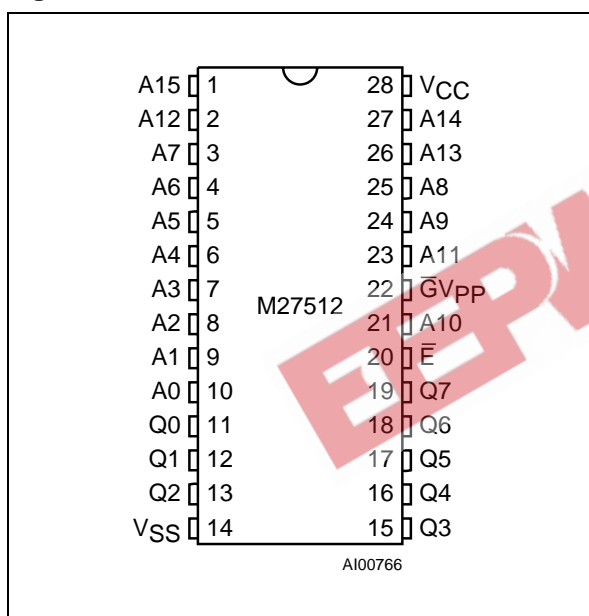 A15 1 28 VCC
A12 2 27 A14
A7 3 26 A13
A6 4 25 A8
A5 5 24 A9
A4 6 23 A11
A3 7 22 G̅VPP
M27512
A2 8 21 A10
A1 9 20 E̅
A0 10 19 Q7
Q0 11 18 Q6
Q1 12 17 Q5
Q2 13 16 Q4
VSS 14 15 Q3
AI00766